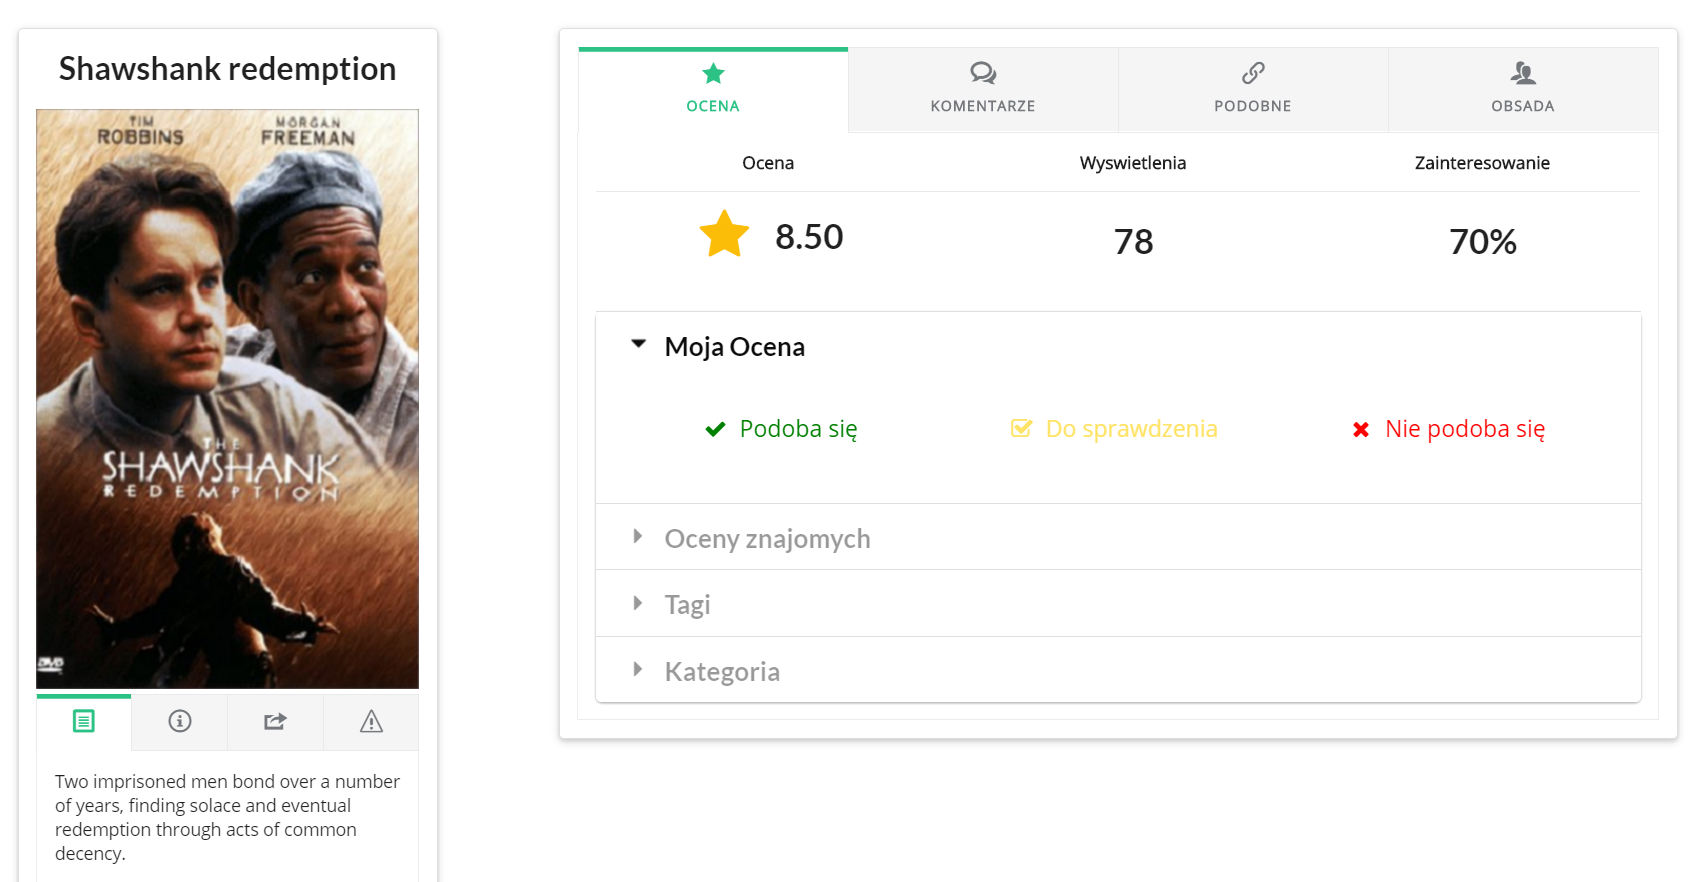 Shawshank redemption
TIM ROBBINS
MORGAN FREEMAN
THE
SHAWSHANK
REDEMPTION
DVD
Two imprisoned men bond over a number
of years, finding solace and eventual
redemption through acts of common
decency.
OCENA
KOMENTARZE
PODOBNE
OBSADA
Ocena
Wyswietlenia
Zainteresowanie
8.50
78
70%
Moja Ocena
Podoba się
Do sprawdzenia
Nie podoba się
Oceny znajomych
Tagi
Kategoria